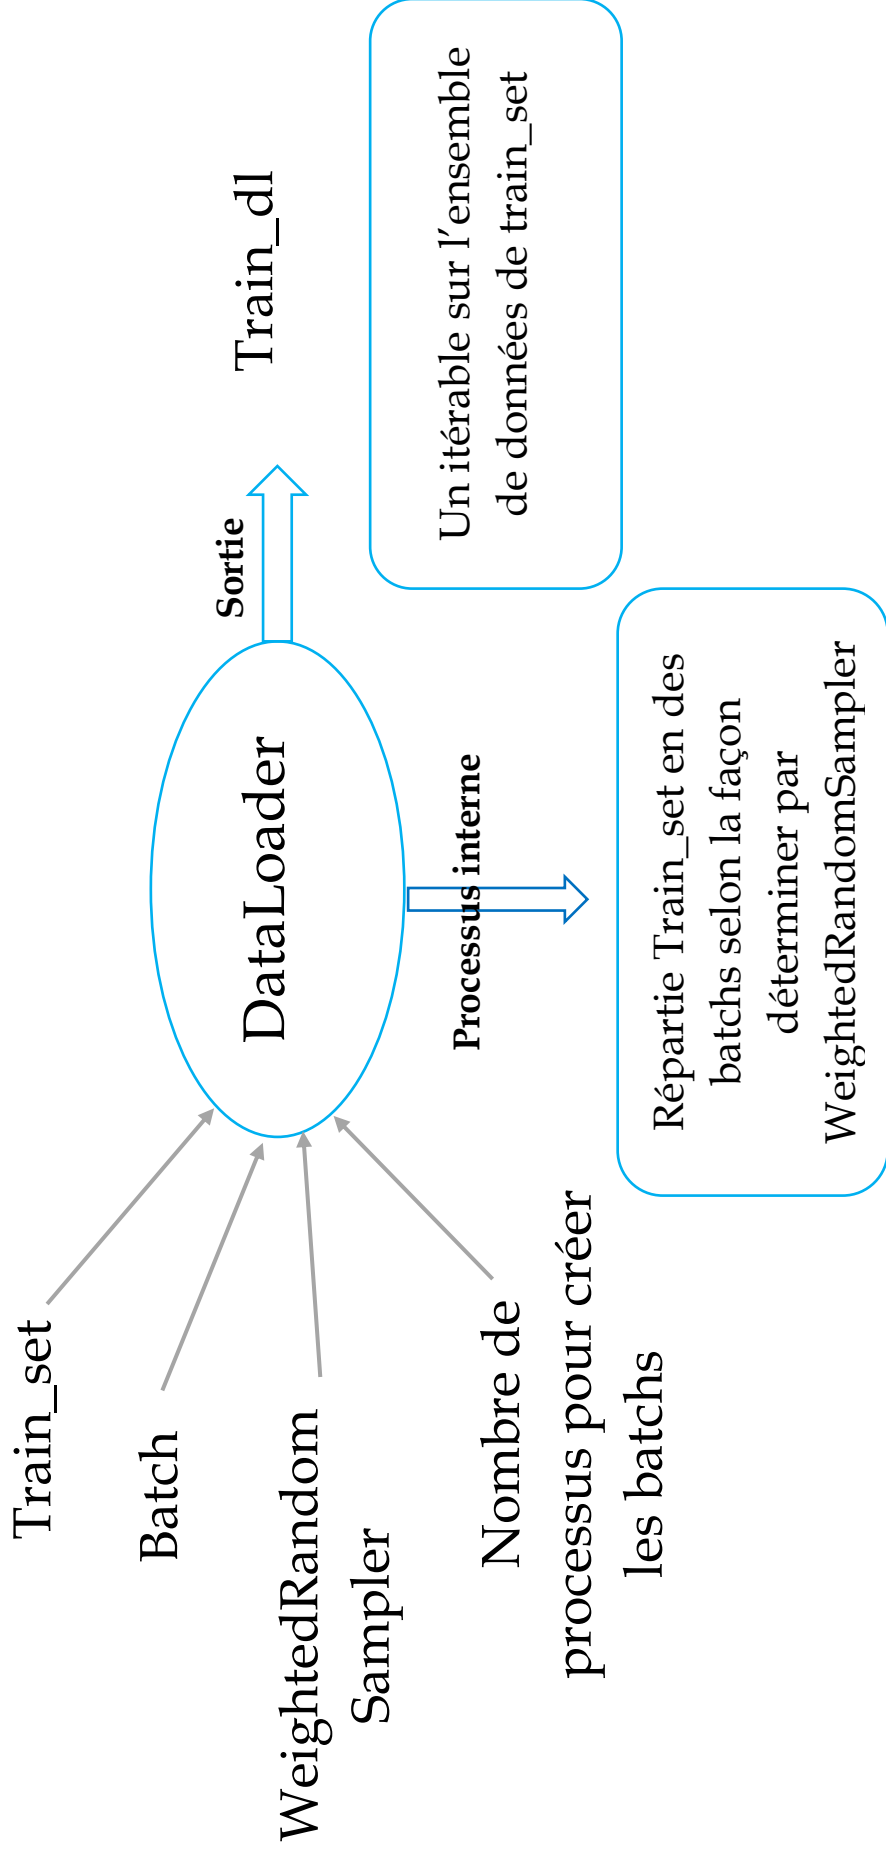 Train_set
Batch
WeightedRandom
Sampler
Nombre de
processus pour créer
les batchs
DataLoader
Processus interne
Répartie Train_set en des
batchs selon la façon
déterminer par
WeightedRandomSampler
Sortie
Train_dl
Un itérable sur l’ensemble
de données de train_set